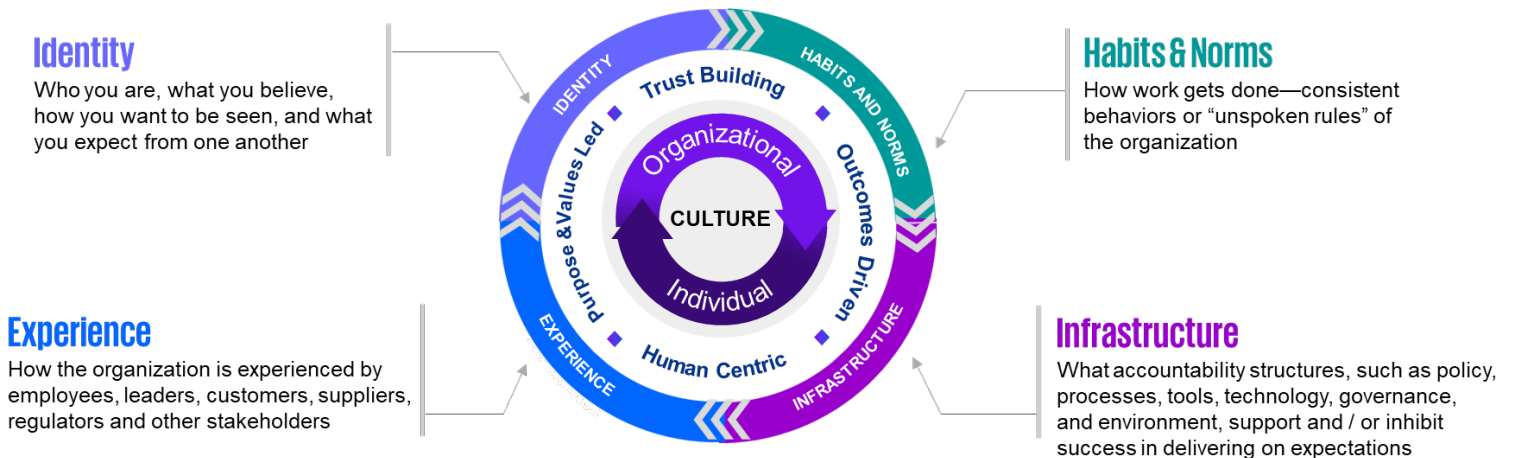 Identity
Who you are, what you believe,
how you want to be seen, and what
you expect from one another
Habits & Norms
How work gets done—consistent
behaviors or “unspoken rules” of
the organization
Experience
How the organization is experienced by
employees, leaders, customers, suppliers,
regulators and other stakeholders
Infrastructure
What accountability structures, such as policy,
processes, tools, technology, governance,
and environment, support and / or inhibit
success in delivering on expectations
IDENTITY
HABITS AND NORMS
INFRASTRUCTURE
EXPERIENCE
Trust Building
Outcomes Driven
Human Centric
Purpose & Values Led
Organizational
CULTURE
Individual